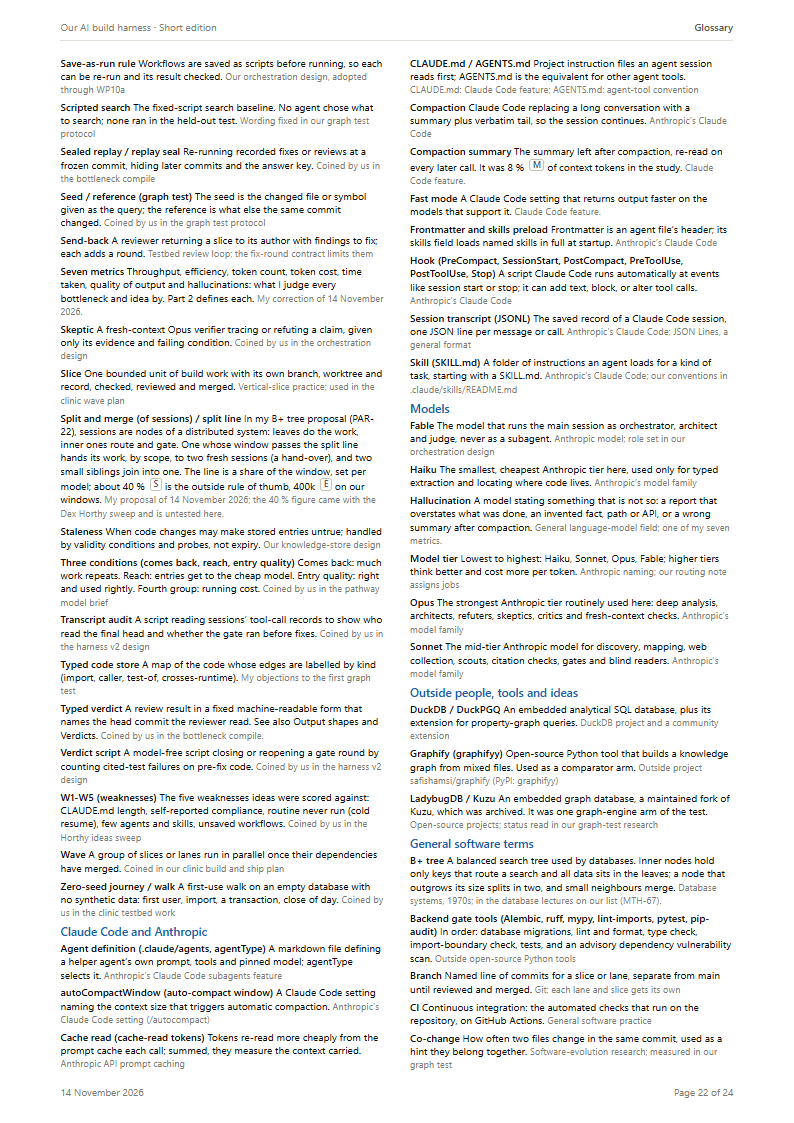 Our AI build harness · Short edition
Glossary
Save-as-run rule Workflows are saved as scripts before running, so each
can be re-run and its result checked. Our orchestration design, adopted
through WP10a
Scripted search The fixed-script search baseline. No agent chose what
to search; none ran in the held-out test. Wording fixed in our graph test
protocol
Sealed replay / replay seal Re-running recorded fixes or reviews at a
frozen commit, hiding later commits and the answer key. Coined by us in
the bottleneck compile
Seed / reference (graph test) The seed is the changed file or symbol
given as the query; the reference is what else the same commit
changed. Coined by us in the graph test protocol
Send-back A reviewer returning a slice to its author with findings to fix;
each adds a round. Testbed review loop; the fix-round contract limits them
Seven metrics Throughput, efficiency, token count, token cost, time
taken, quality of output and hallucinations: what I judge every
bottleneck and idea by. Part 2 defines each. My correction of 14 November
2026.
Skeptic A fresh-context Opus verifier tracing or refuting a claim, given
only its evidence and failing condition. Coined by us in the orchestration
design
Slice One bounded unit of build work with its own branch, worktree and
record, checked, reviewed and merged. Vertical-slice practice; used in the
clinic wave plan
Split and merge (of sessions) / split line In my B+ tree proposal (PAR-
22), sessions are nodes of a distributed system: leaves do the work,
inner ones route and gate. One whose window passes the split line
hands its work, by scope, to two fresh sessions (a hand-over), and two
small siblings join into one. The line is a share of the window, set per
model; about 40 % S is the outside rule of thumb, 400k E on our
windows. My proposal of 14 November 2026; the 40 % figure came with the
Dex Horthy sweep and is untested here.
Staleness When code changes may make stored entries untrue; handled
by validity conditions and probes, not expiry. Our knowledge-store design
Three conditions (comes back, reach, entry quality) Comes back: much
work repeats. Reach: entries get to the cheap model. Entry quality: right
and used rightly. Fourth group: running cost. Coined by us in the pathway
model brief
Transcript audit A script reading sessions' tool-call records to show who
read the final head and whether the gate ran before fixes. Coined by us in
the harness v2 design
Typed code store A map of the code whose edges are labelled by kind
(import, caller, test-of, crosses-runtime). My objections to the first graph
test
Typed verdict A review result in a fixed machine-readable form that
names the head commit the reviewer read. See also Output shapes and
Verdicts. Coined by us in the bottleneck compile.
Verdict script A model-free script closing or reopening a gate round by
counting cited-test failures on pre-fix code. Coined by us in the harness v2
design
W1-W5 (weaknesses) The five weaknesses ideas were scored against:
CLAUDE.md length, self-reported compliance, routine never run (cold
resume), few agents and skills, unsaved workflows. Coined by us in the
Horthy ideas sweep
Wave A group of slices or lanes run in parallel once their dependencies
have merged. Coined in our clinic build and ship plan
Zero-seed journey / walk A first-use walk on an empty database with
no synthetic data: first user, import, a transaction, close of day. Coined by
us in the clinic testbed work
Claude Code and Anthropic
Agent definition (.claude/agents, agentType) A markdown file defining
a helper agent's own prompt, tools and pinned model; agentType
selects it. Anthropic's Claude Code subagents feature
autoCompactWindow (auto-compact window) A Claude Code setting
naming the context size that triggers automatic compaction. Anthropic's
Claude Code setting (/autocompact)
Cache read (cache-read tokens) Tokens re-read more cheaply from the
prompt cache each call; summed, they measure the context carried.
Anthropic API prompt caching
CLAUDE.md / AGENTS.md Project instruction files an agent session
reads first; AGENTS.md is the equivalent for other agent tools.
CLAUDE.md: Claude Code feature; AGENTS.md: agent-tool convention
Compaction Claude Code replacing a long conversation with a
summary plus verbatim tail, so the session continues. Anthropic's Claude
Code
Compaction summary The summary left after compaction, re-read on
every later call. It was 8 % M of context tokens in the study. Claude
Code feature.
Fast mode A Claude Code setting that returns output faster on the
models that support it. Claude Code feature.
Frontmatter and skills preload Frontmatter is an agent file's header; its
skills field loads named skills in full at startup. Anthropic's Claude Code
Hook (PreCompact, SessionStart, PostCompact, PreToolUse,
PostToolUse, Stop) A script Claude Code runs automatically at events
like session start or stop; it can add text, block, or alter tool calls.
Anthropic's Claude Code
Session transcript (JSONL) The saved record of a Claude Code session,
one JSON line per message or call. Anthropic's Claude Code; JSON Lines, a
general format
Skill (SKILL.md) A folder of instructions an agent loads for a kind of
task, starting with a SKILL.md. Anthropic's Claude Code; our conventions in
.claude/skills/README.md
Models
Fable The model that runs the main session as orchestrator, architect
and judge, never as a subagent. Anthropic model; role set in our
orchestration design
Haiku The smallest, cheapest Anthropic tier here, used only for typed
extraction and locating where code lives. Anthropic's model family
Hallucination A model stating something that is not so: a report that
overstates what was done, an invented fact, path or API, or a wrong
summary after compaction. General language-model field; one of my seven
metrics.
Model tier Lowest to highest: Haiku, Sonnet, Opus, Fable; higher tiers
think better and cost more per token. Anthropic naming; our routing note
assigns jobs
Opus The strongest Anthropic tier routinely used here: deep analysis,
architects, refuters, skeptics, critics and fresh-context checks. Anthropic's
model family
Sonnet The mid-tier Anthropic model for discovery, mapping, web
collection, scouts, citation checks, gates and blind readers. Anthropic's
model family
Outside people, tools and ideas
DuckDB / DuckPGQ An embedded analytical SQL database, plus its
extension for property-graph queries. DuckDB project and a community
extension
Graphify (graphifyy) Open-source Python tool that builds a knowledge
graph from mixed files. Used as a comparator arm. Outside project
safishamsi/graphify (PyPI: graphifyy)
LadybugDB / Kuzu An embedded graph database, a maintained fork of
Kuzu, which was archived. It was one graph-engine arm of the test.
Open-source projects; status read in our graph-test research
General software terms
B+ tree A balanced search tree used by databases. Inner nodes hold
only keys that route a search and all data sits in the leaves; a node that
outgrows its size splits in two, and small neighbours merge. Database
systems, 1970s; in the database lectures on our list (MTH-67).
Backend gate tools (Alembic, ruff, mypy, lint-imports, pytest, pip-
audit) In order: database migrations, lint and format, type check,
import-boundary check, tests, and an advisory dependency vulnerability
scan. Outside open-source Python tools
Branch Named line of commits for a slice or lane, separate from main
until reviewed and merged. Git; each lane and slice gets its own
CI Continuous integration: the automated checks that run on the
repository, on GitHub Actions. General software practice
Co-change How often two files change in the same commit, used as a
hint they belong together. Software-evolution research; measured in our
graph test
14 November 2026
Page 22 of 24